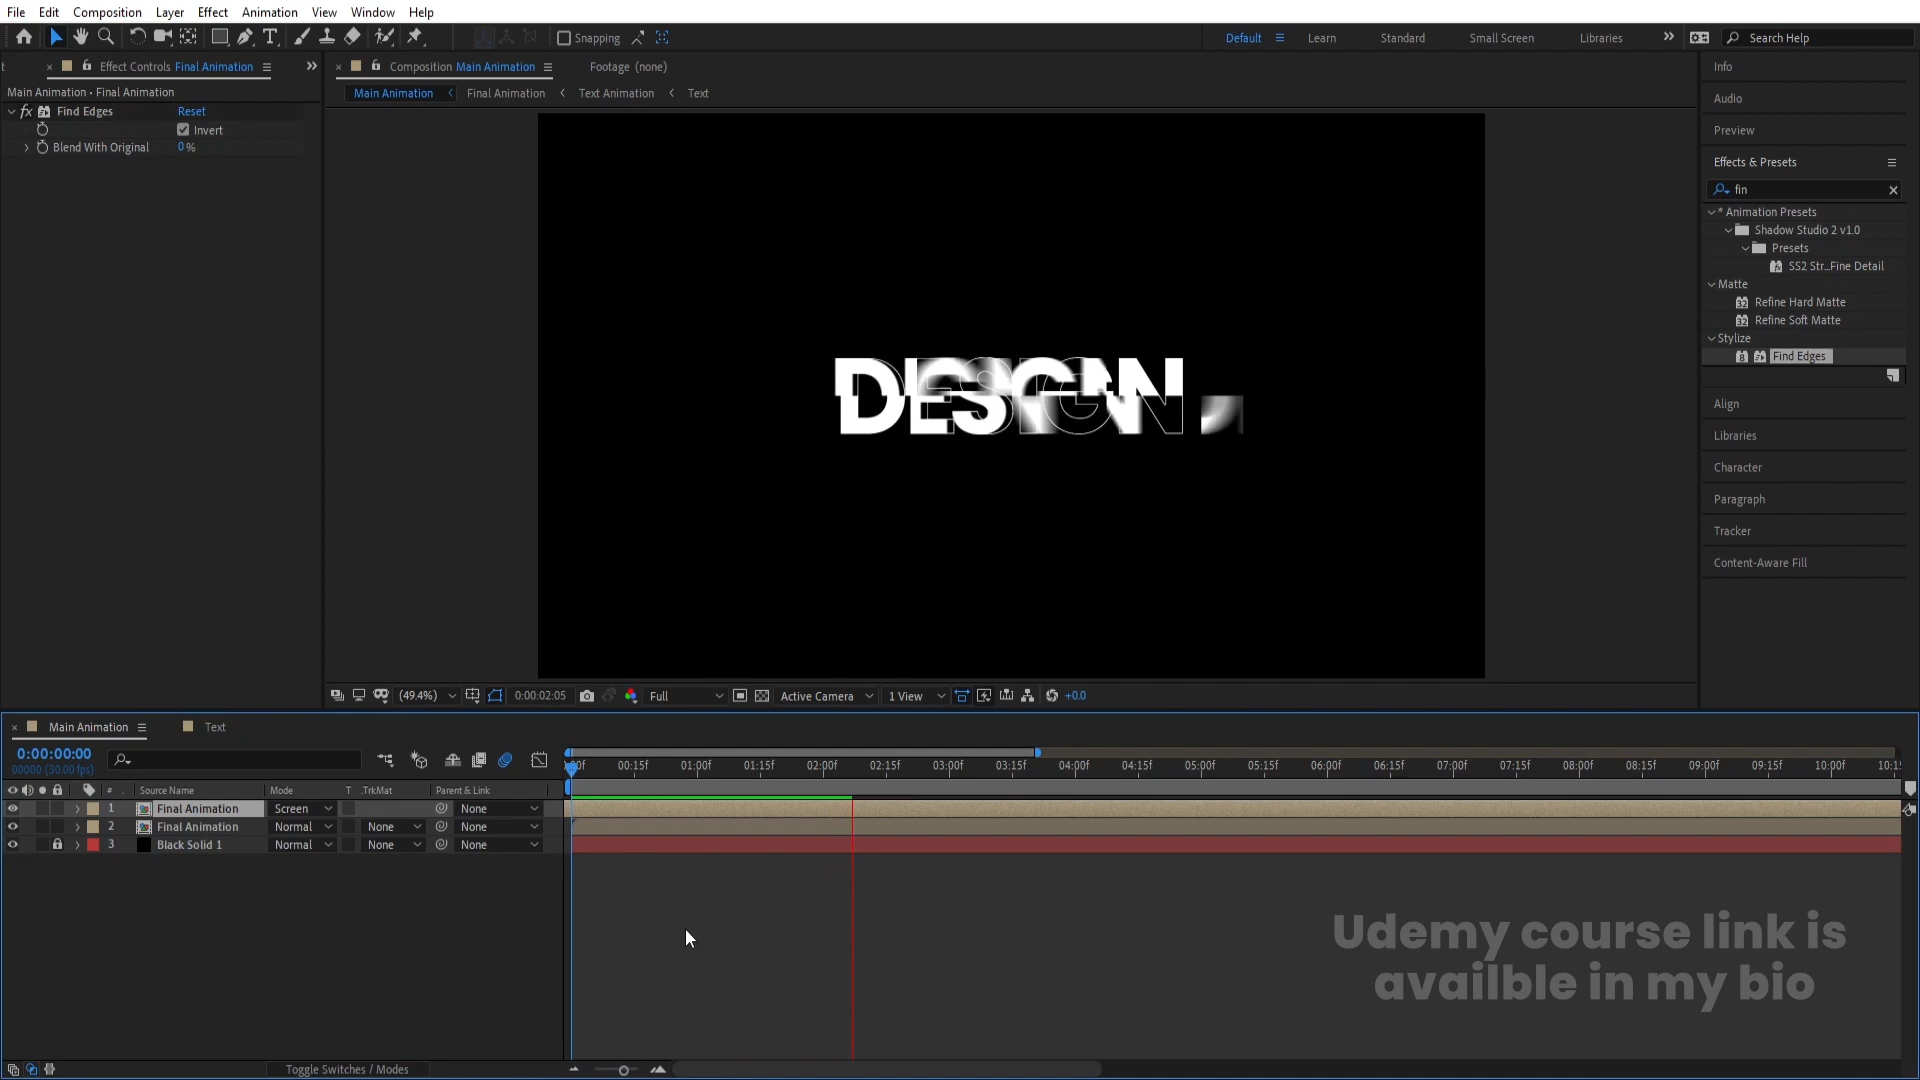 File Edit Composition Layer Effect Animation View Window Help
Snapping Default Learn Standard Small Screen Libraries Search Help
Effect Controls Final Animation
Composition Main Animation Footage (none)
Info
Main Animation • Final Animation
Main Animation Final Animation Text Animation Text
Audio
fx Find Edges Reset
Invert
Blend With Original 0 %
Preview
Effects & Presets
fin
* Animation Presets
Shadow Studio 2 v1.0
Presets
SS2 Str...Fine Detail
Matte
Refine Hard Matte
Refine Soft Matte
Stylize
Find Edges
Align
Libraries
Character
Paragraph
Tracker
Content-Aware Fill
DESIGN
(49.4%) 0:00:02:05 Full Active Camera 1 View +0.0
Main Animation Text
0:00:00:00
00000 (30.00 fps)
00:15f 01:00f 01:15f 02:00f 02:15f 03:00f 03:15f 04:00f 04:15f 05:00f 05:15f 06:00f 06:15f 07:00f 07:15f 08:00f 08:15f 09:00f 09:15f 10:00f
# Source Name Mode T .TrkMat Parent & Link
1 Final Animation Screen None
2 Final Animation Normal None None
3 Black Solid 1 Normal None None
Udemy course link is
availble in my bio
Toggle Switches / Modes